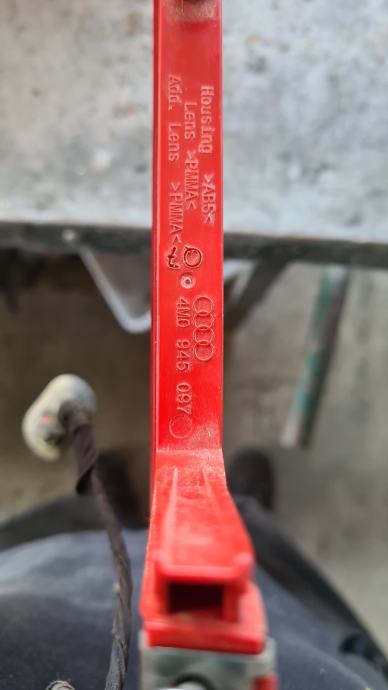 Housing >ABS<
Lens >PMMA<
Add. Lens >PMMA<
4M0 945 097